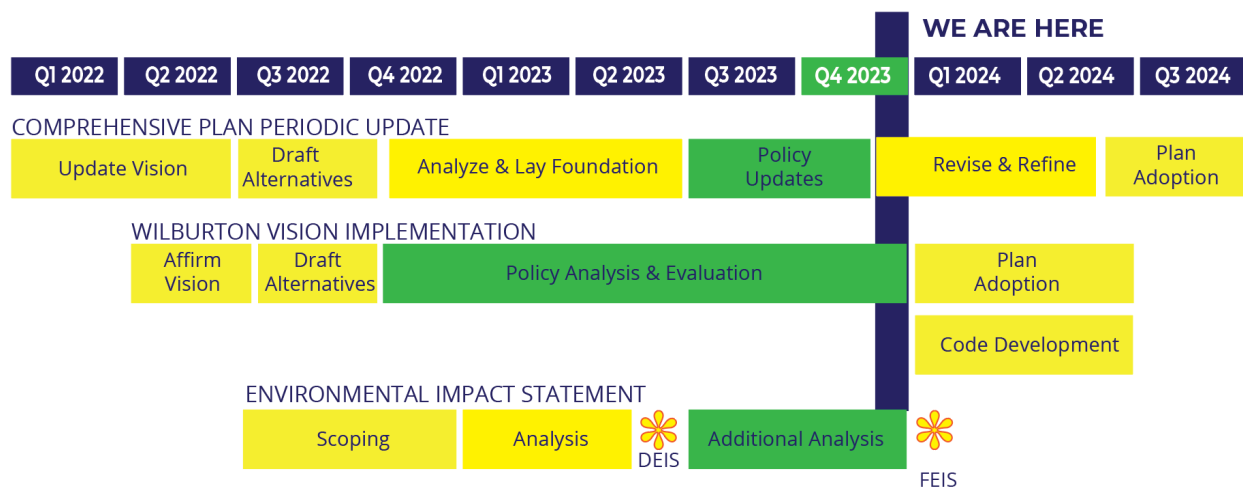 WE ARE HERE
Q1 2022 Q2 2022 Q3 2022 Q4 2022 Q1 2023 Q2 2023 Q3 2023 Q4 2023 Q1 2024 Q2 2024 Q3 2024
COMPREHENSIVE PLAN PERIODIC UPDATE
Update Vision
Draft
Alternatives
Analyze & Lay Foundation
Policy
Updates
Revise & Refine
Plan
Adoption
WILBURTON VISION IMPLEMENTATION
Affirm
Vision
Draft
Alternatives
Policy Analysis & Evaluation
Plan
Adoption
Code Development
ENVIRONMENTAL IMPACT STATEMENT
Scoping
Analysis
DEIS
Additional Analysis
FEIS